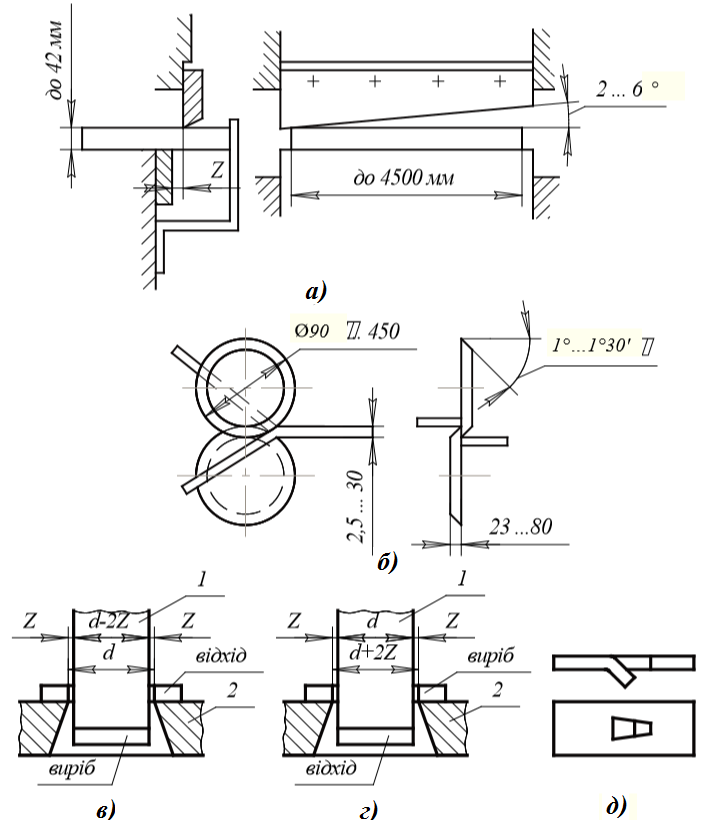 до 42 мм
Z
2 ... 6 °
до 4500 мм
а)
Ø90
. 450
1°...1°30'
2,5 ... 30
23 ...80
б)
1
Z
d-2Z
Z
d
відхід
2
виріб
в)
1
Z
d
Z
d+2Z
виріб
2
відхід
г)
д)